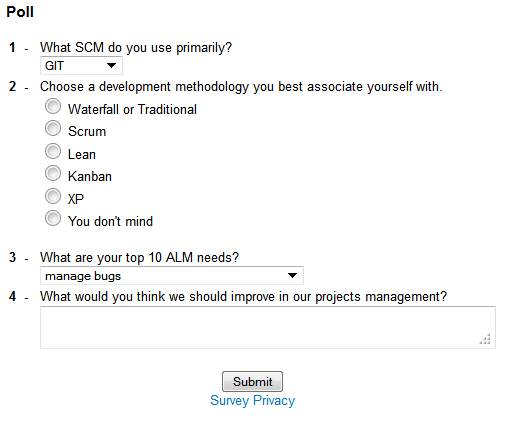 Poll
1 - What SCM do you use primarily?
GIT
2 - Choose a development methodology you best associate yourself with.
Waterfall or Traditional
Scrum
Lean
Kanban
XP
You don't mind
3 - What are your top 10 ALM needs?
manage bugs
4 - What would you think we should improve in our projects management?
Submit
Survey Privacy